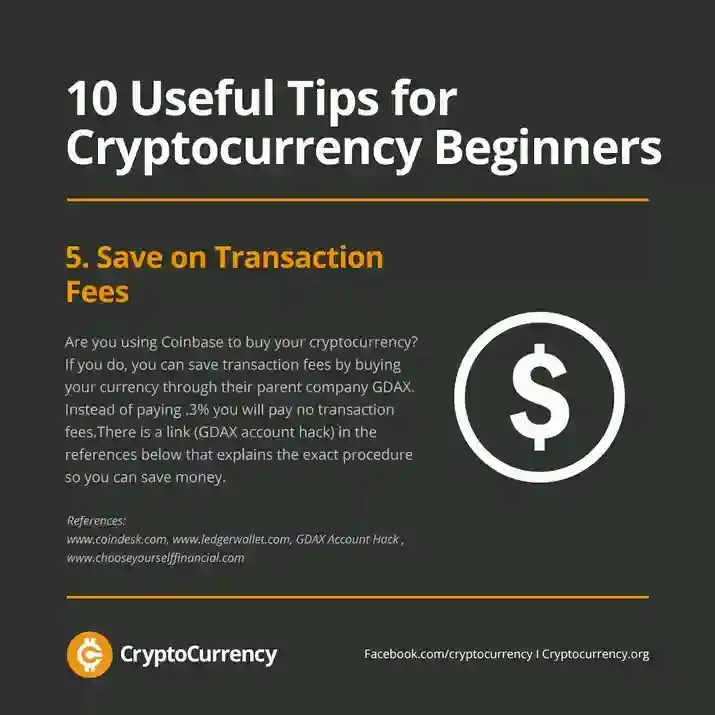 10 Useful Tips for
Cryptocurrency Beginners
5. Save on Transaction
Fees
Are you using Coinbase to buy your cryptocurrency?
If you do, you can save transaction fees by buying
your currency through their parent company GDAX.
Instead of paying .3% you will pay no transaction
fees.There is a link (GDAX account hack) in the
references below that explains the exact procedure
so you can save money.
$
References:
www.coindesk.com, www.ledgerwallet.com, GDAX Account Hack ,
www.chooseyourselffinancial.com
CryptoCurrency
Facebook.com/cryptocurrency I Cryptocurrency.org